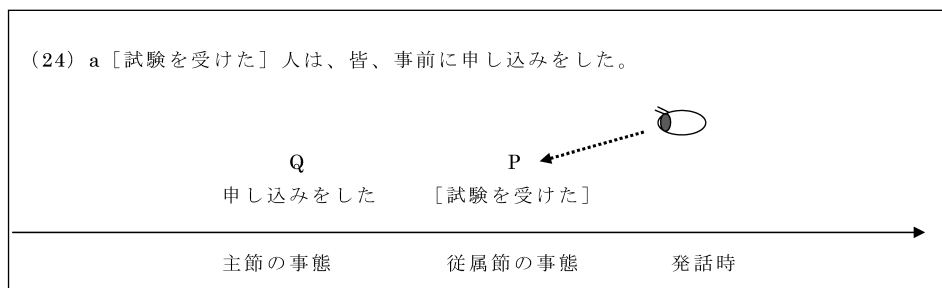 (24) a [試験を受けた] 人は、皆、事前に申し込みをした。
Q P
申し込みをした [試験を受けた]
主節の事態 従属節の事態 発話時